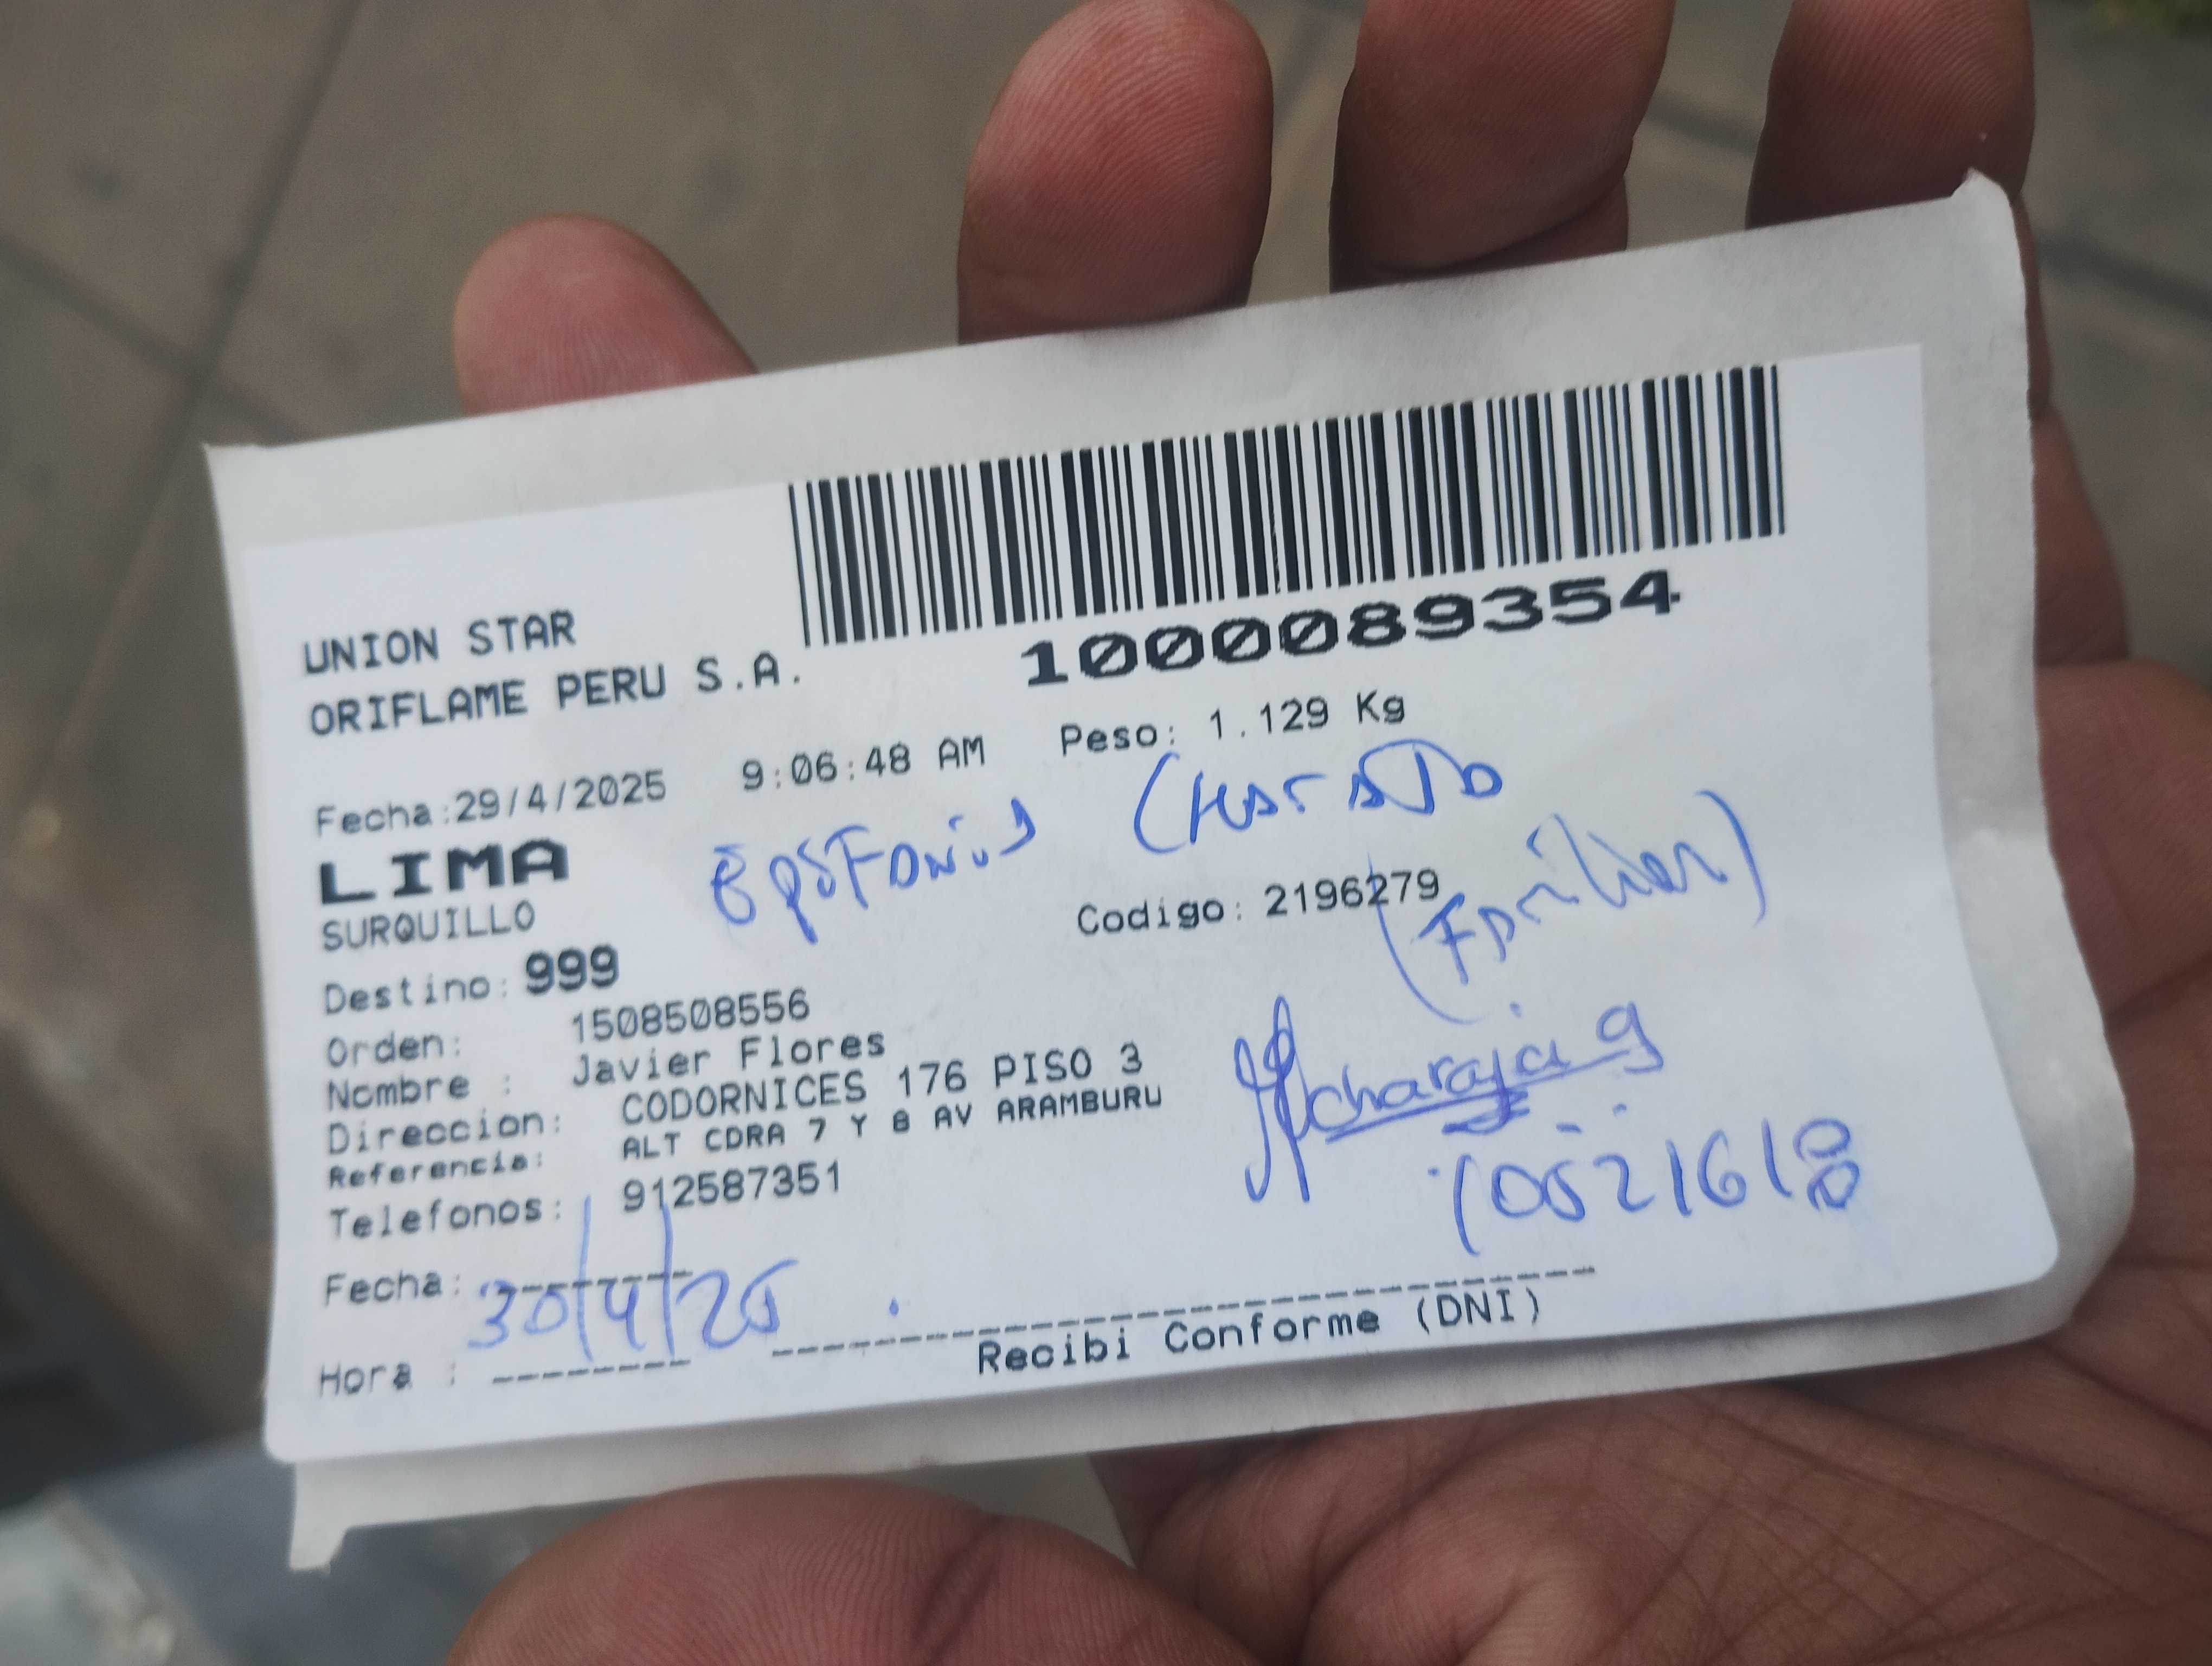 1000089354
UNION STAR
ORIFLAME PERU S.A.
Fecha:29/4/2025 9:06:48 AM Peso: 1.129 Kg
LIMA
SURQUILLO
Codigo: 2196279
Destino: 999
Orden: 1508508556
Nombre : Javier Flores
Direccion: CODORNICES 176 PISO 3
Referencia: ALT CDRA 7 Y 8 AV ARAMBURU
Telefonos: 912587351
10521618
Fecha: 30/4/25
Hora :
Recibi Conforme (DNI)